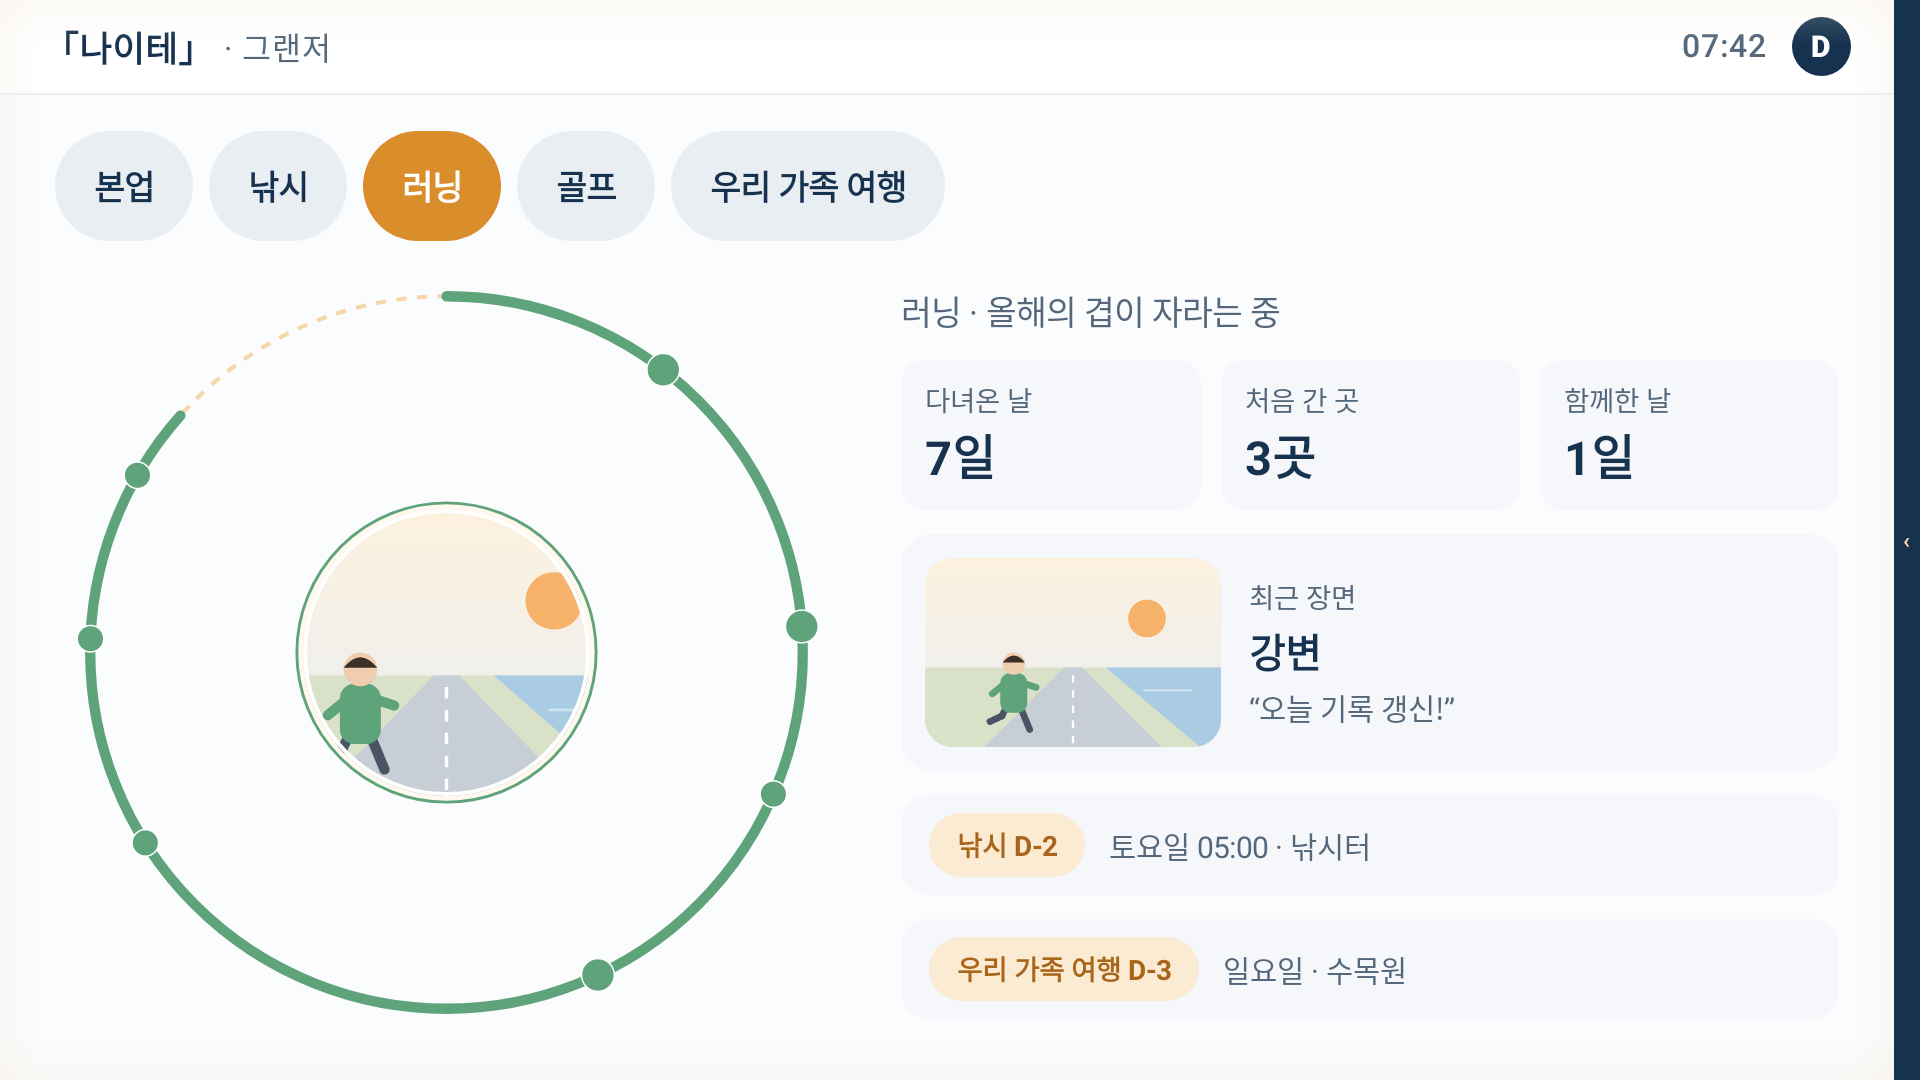 「나이테」 · 그랜저
07:42 D
본업 낚시 러닝 골프 우리 가족 여행
러닝 · 올해의 겹이 자라는 중
다녀온 날
7일
처음 간 곳
3곳
함께한 날
1일
최근 장면
강변
“오늘 기록 갱신!”
낚시 D-2 토요일 05:00 · 낚시터
우리 가족 여행 D-3 일요일 · 수목원